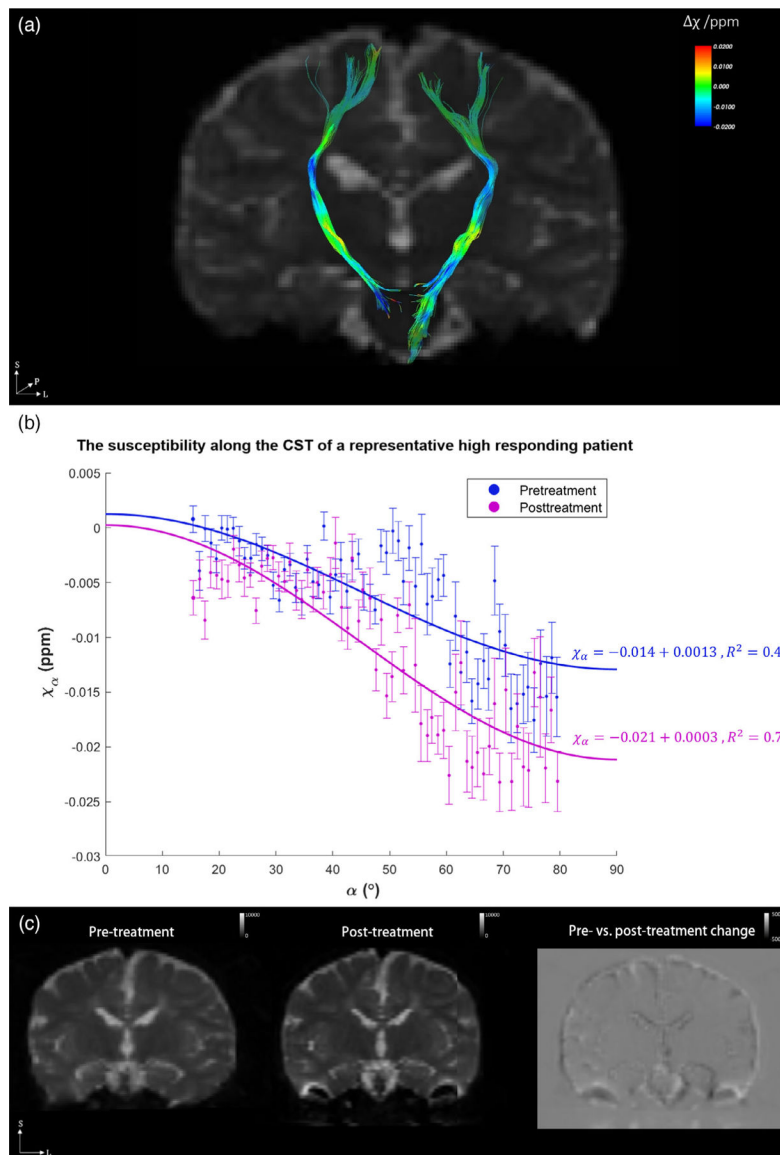 (a)
Δχ /ppm
0.0200
0.0100
0.000
-0.0100
-0.0200
S
P
L
(b)
The susceptibility along the CST of a representative high responding patient
0.005
0
-0.005
-0.01
-0.015
-0.02
-0.025
-0.03
χα (ppm)
Pretreatment
Posttreatment
χα = −0.014 + 0.0013 , R² = 0.4
χα = −0.021 + 0.0003 , R² = 0.7
0 10 20 30 40 50 60 70 80 90
α (°)
(c)
Pre-treatment
10000
0
Post-treatment
10000
0
Pre- vs. post-treatment change
S
L